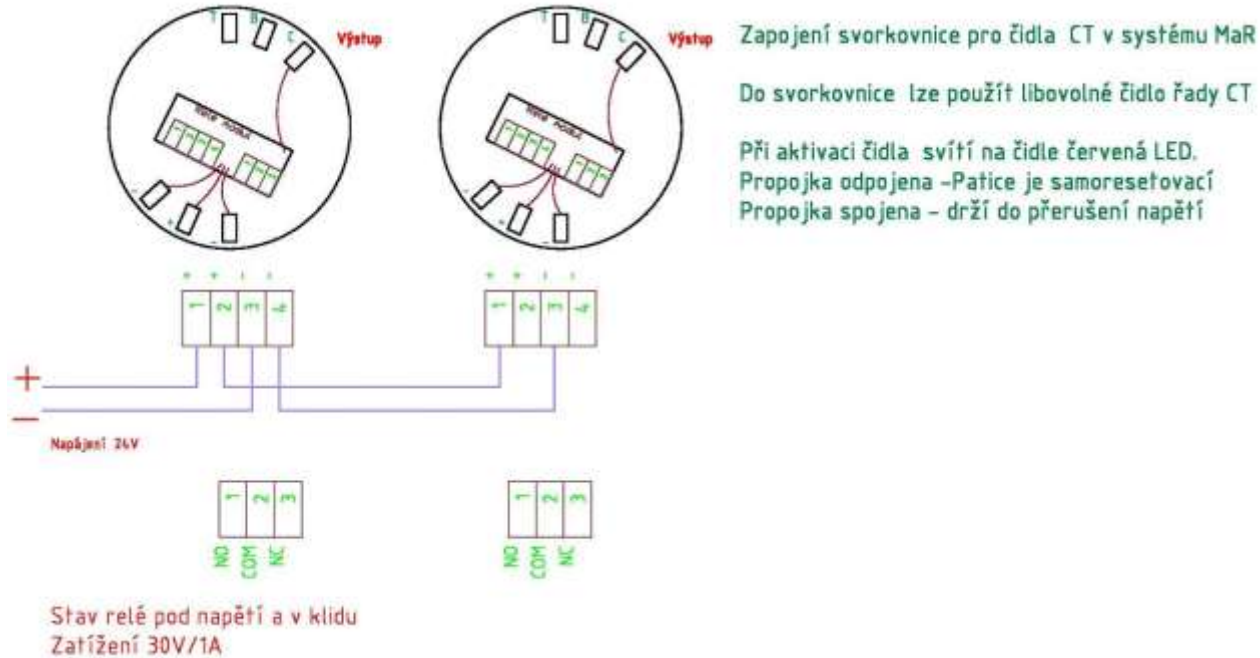 T B C
Výstup
T B C
Výstup
Zapojení svorkovnice pro čidla CT v systému MaR
Do svorkovnice lze použít libovolné čidlo řady CT
Při aktivaci čidla svítí na čidle červená LED.
Propojka odpojena -Patice je samoresetovací
Propojka spojena - drží do přerušení napětí
- + -
- + -
+ + - -
+ + - -
1 2 3 4
1 2 3 4
+
-
Napájení 24V
1 2 3
1 2 3
NO COM NC
NO COM NC
Stav relé pod napětí a v klidu
Zatížení 30V/1A